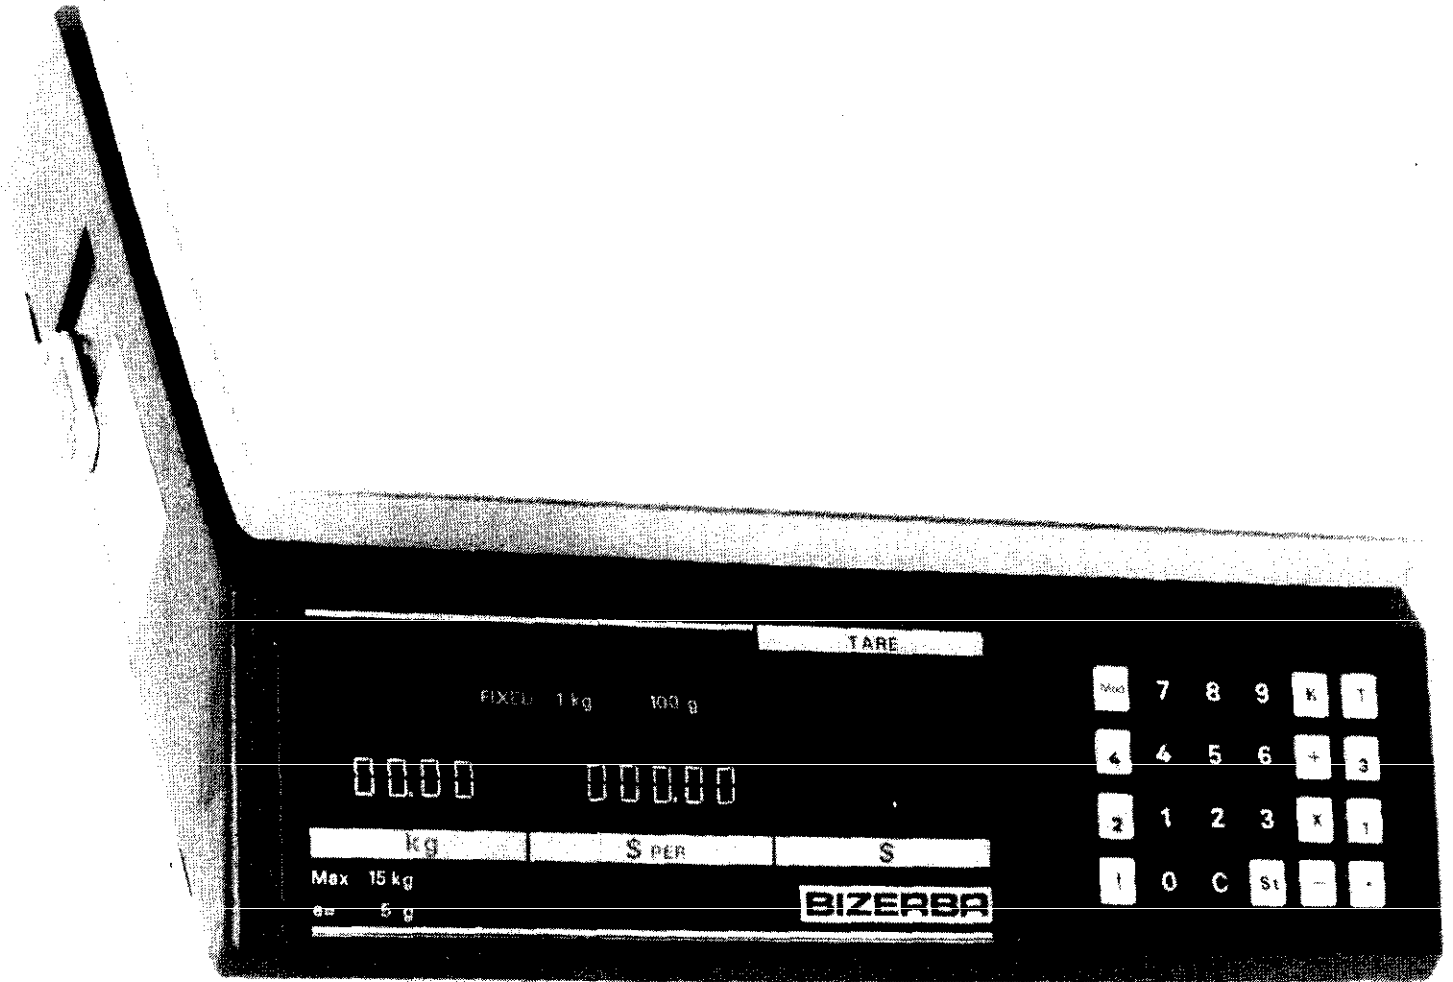 TARE
FIXED 1 kg 100 g
00.00 000.00
kg $ PER $
Max 15 kg
e= 5 g
BIZERBA
Mod 7 8 9 K T
4 4 5 6 + 3
2 1 2 3 X 1
0 C St — .